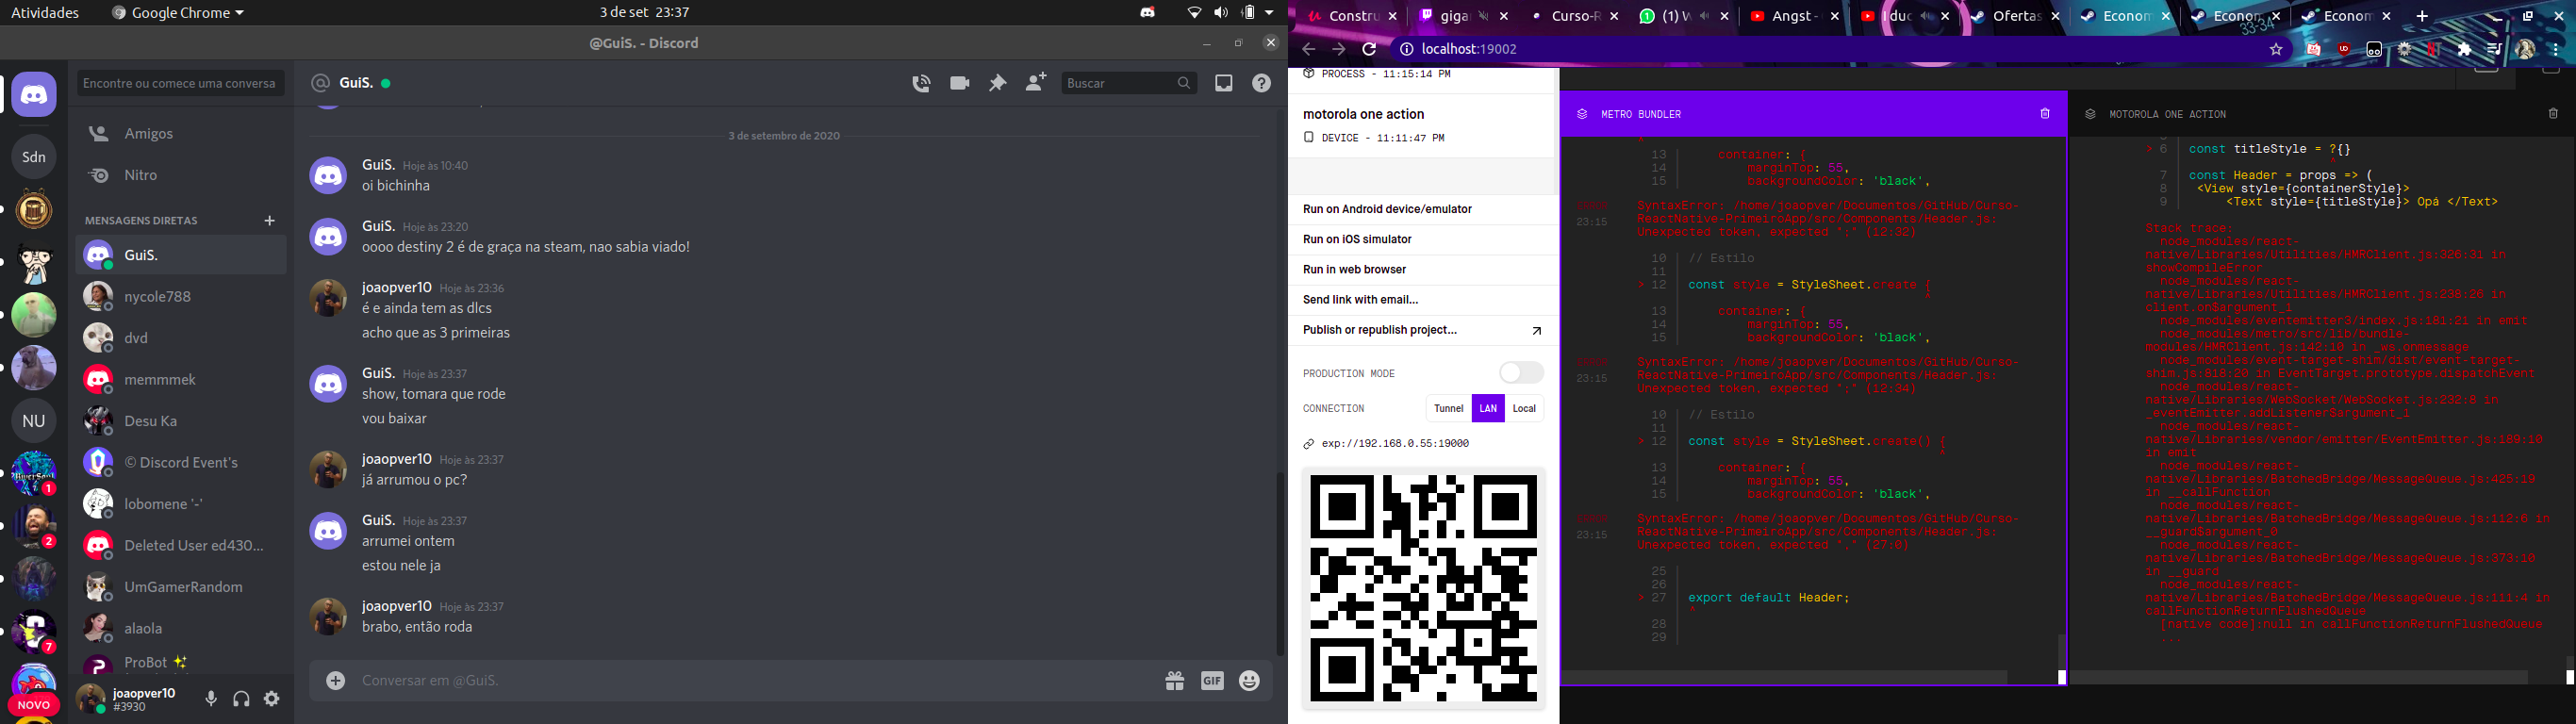 Atividades
Google Chrome
3 de set 23:37
@GuiS. - Discord
Encontre ou comece uma conversa
@ GuiS.
Buscar
Sdn
NU
1
2
7
NOVO
Amigos
Nitro
MENSAGENS DIRETAS
GuiS.
nycole788
dvd
memmmek
Desu Ka
© Discord Event's
lobomene '-'
Deleted User ed430...
UmGamerRandom
alaola
ProBot ✨
joaopver10
#3930
3 de setembro de 2020
GuiS. Hoje às 10:40
oi bichinha
GuiS. Hoje às 23:20
oooo destiny 2 é de graça na steam, nao sabia viado!
joaopver10 Hoje às 23:36
é e ainda tem as dlcs
acho que as 3 primeiras
GuiS. Hoje às 23:37
show, tomara que rode
vou baixar
joaopver10 Hoje às 23:37
já arrumou o pc?
GuiS. Hoje às 23:37
arrumei ontem
estou nele ja
joaopver10 Hoje às 23:37
brabo, então roda
Conversar em @GuiS.
GIF
Constru
giga
Curso-R
(1) W
Angst -
I duc
Ofertas
Econom
Econom
Econom
localhost:19002
33:34
PROCESS - 11:15:14 PM
motorola one action
DEVICE - 11:11:47 PM
Run on Android device/emulator
Run on iOS simulator
Run in web browser
Send link with email...
Publish or republish project...
PRODUCTION MODE
CONNECTION
Tunnel
LAN
Local
exp://192.168.0.55:19000
METRO BUNDLER
13 | container: {
14 | marginTop: 55,
15 | backgroundColor: 'black',
23:15
SyntaxError: /home/joaopver/Documentos/GitHub/Curso-
ReactNative-PrimeiroApp/src/Components/Header.js:
Unexpected token, expected ";" (12:32)
10 | // Estilo
11 |
> 12 | const style = StyleSheet.create {
13 | container: {
14 | marginTop: 55,
15 | backgroundColor: 'black',
23:15
SyntaxError: /home/joaopver/Documentos/GitHub/Curso-
ReactNative-PrimeiroApp/src/Components/Header.js:
Unexpected token, expected ";" (12:34)
10 | // Estilo
11 |
> 12 | const style = StyleSheet.create() {
13 | container: {
14 | marginTop: 55,
15 | backgroundColor: 'black',
23:15
SyntaxError: /home/joaopver/Documentos/GitHub/Curso-
ReactNative-PrimeiroApp/src/Components/Header.js:
Unexpected token, expected "," (27:0)
25 |
26 |
> 27 | export default Header;
28 |
29 |
MOTOROLA ONE ACTION
> 6 | const titleStyle = ?{}
7 | const Header = props => (
8 | <View style={containerStyle}>
9 | <Text style={titleStyle}> Opá </Text>
Stack trace:
node_modules/react-
native/Libraries/Utilities/HMRClient.js:326:31 in
showCompileError
node_modules/react-
native/Libraries/Utilities/HMRClient.js:238:26 in
client.on$argument_1
node_modules/eventemitter3/index.js:181:21 in emit
node_modules/metro/src/lib/bundle-
modules/HMRClient.js:142:10 in _ws.onmessage
node_modules/event-target-shim/dist/event-target-
shim.js:818:20 in EventTarget.prototype.dispatchEvent
node_modules/react-
native/Libraries/WebSocket/WebSocket.js:232:8 in
_eventEmitter.addListener$argument_1
node_modules/react-
native/Libraries/vendor/emitter/EventEmitter.js:189:10
in emit
node_modules/react-
native/Libraries/BatchedBridge/MessageQueue.js:425:19
in __callFunction
node_modules/react-
native/Libraries/BatchedBridge/MessageQueue.js:112:6 in
__guard$argument_0
node_modules/react-
native/Libraries/BatchedBridge/MessageQueue.js:373:10
in __guard
node_modules/react-
native/Libraries/BatchedBridge/MessageQueue.js:111:4 in
callFunctionReturnFlushedQueue
[native code]:null in callFunctionReturnFlushedQueue
...